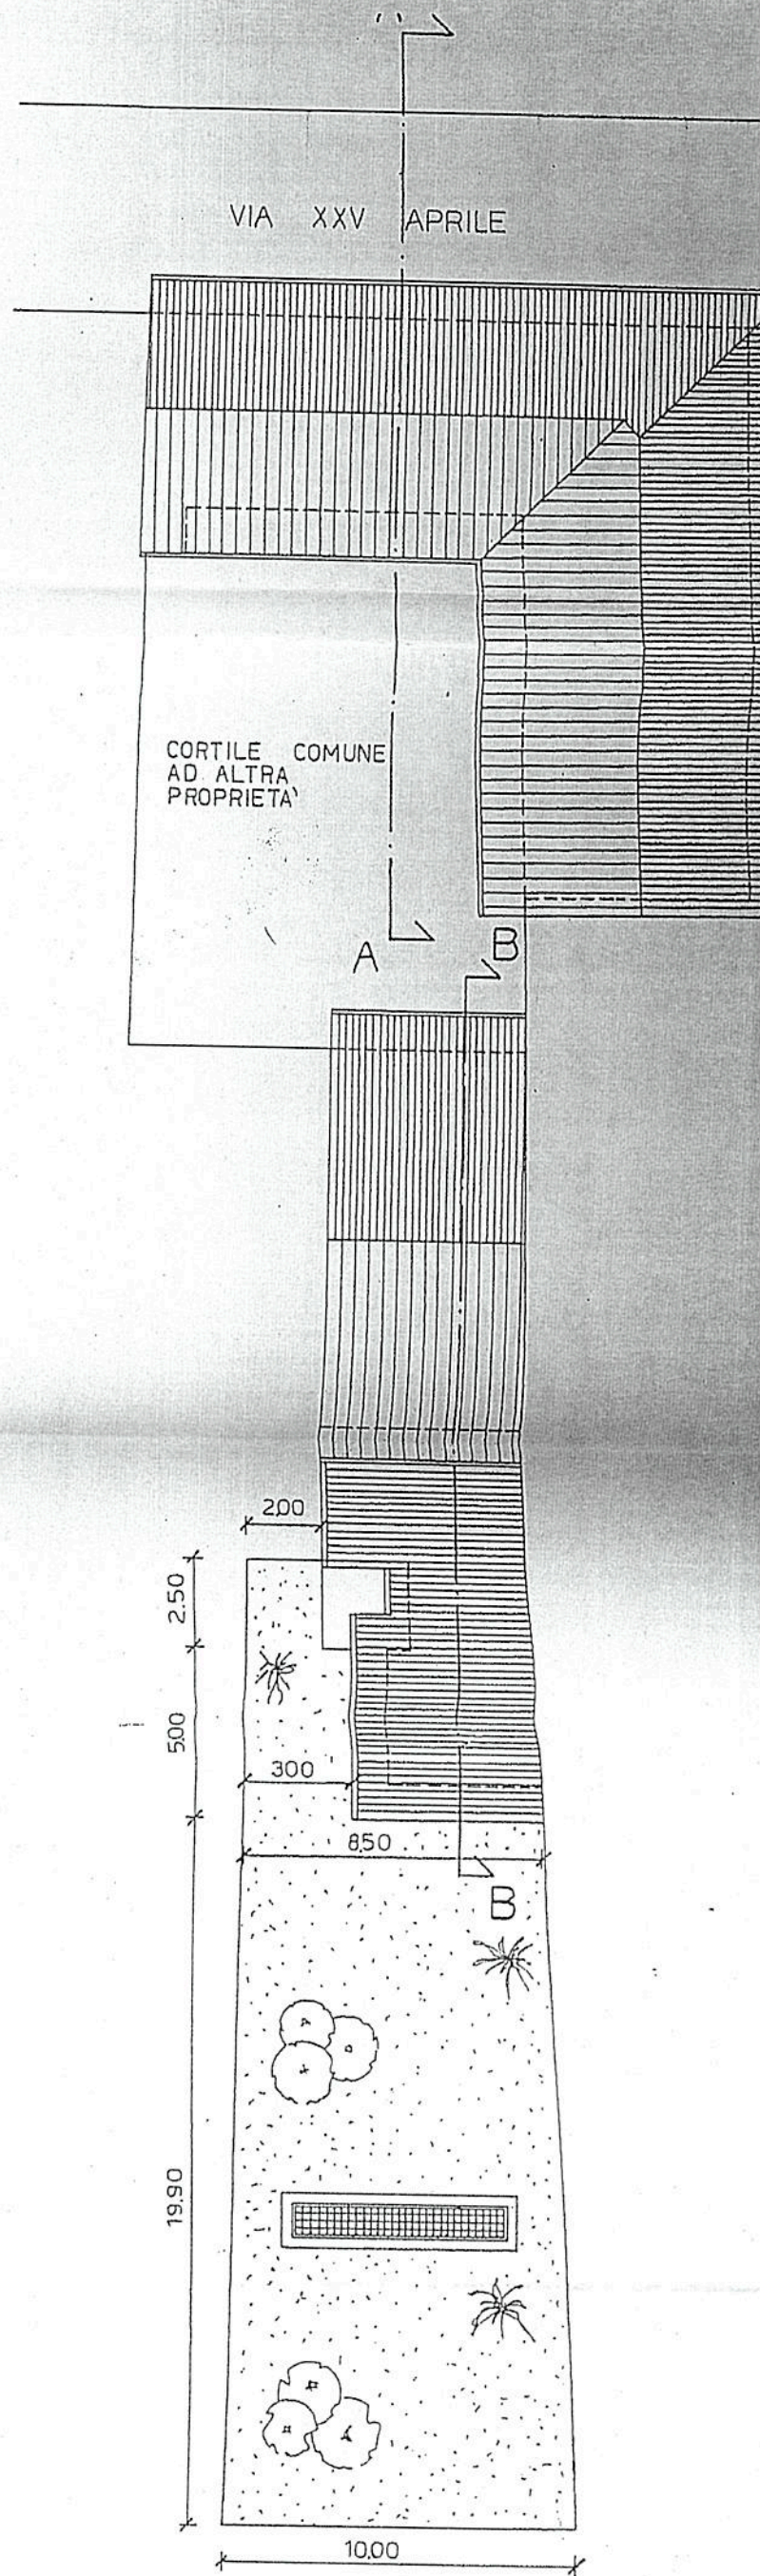 VIA XXV APRILE
CORTILE COMUNE
AD ALTRA
PROPRIETA'
A
B
2,00
2.50
5,00
3,00
8,50
B
19.90
10,00